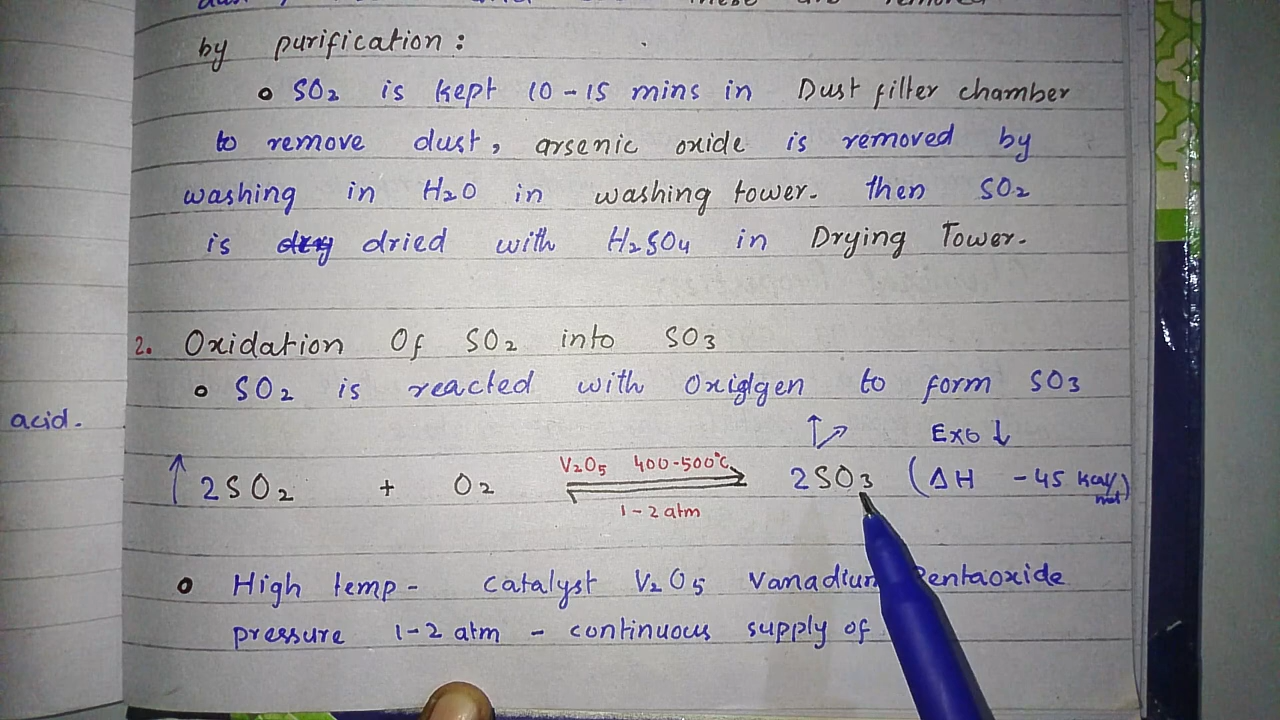 by purification:
SO2 is kept 10-15 mins in Dust filter chamber
to remove dust, arsenic oxide is removed by
washing in H2O in washing tower. then SO2
is dried with H2SO4 in Drying Tower.
2. Oxidation Of SO2 into SO3
SO2 is reacted with Oxidgen to form SO3
acid.
Exo ↓
V2O5 400-500°C
↑ 2SO2 + O2 ⇌ 2SO3 (ΔH -45 Kcal/mol)
1-2 atm
High temp- catalyst V2O5 Vanadium Pentaoxide
pressure 1-2 atm - continuous supply of